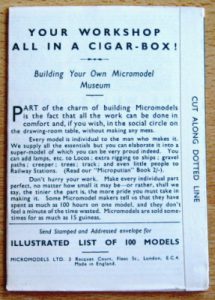 YOUR WORKSHOP
ALL IN A CIGAR-BOX!
Building Your Own Micromodel
Museum
PART of the charm of building Micromodels
is the fact that all the work can be done in
comfort and, if you wish, in the social circle on
the drawing-room table, without making any mess.
Every model is individual to the man who makes it.
We supply all the essentials but you can elaborate it into a
super-model of which you can be very proud indeed. You
can add lamps, etc. to Locos: extra rigging to ships: gravel
paths; creeper; trees; track; and even little people to
Railway Stations. (Read our "Micropulian" Book 2/-).
Don't hurry your work. Make every individual part
perfect, no matter how small it may be—or rather, shall we
say, the tinier the part is, the more pride you must take in
making it. Some Micromodel makers tell us that they have
spent as much as 100 hours on one model, and they don't
feel a minute of the time wasted. Micromodels are sold some-
times for as much as 15 guineas.
Send Stamped and Addressed envelope for
ILLUSTRATED LIST OF 100 MODELS
MICROMODELS LTD. 3 Racquet Court, Fleet St., London, E.C.4
Made in England.
CUT ALONG DOTTED LINE